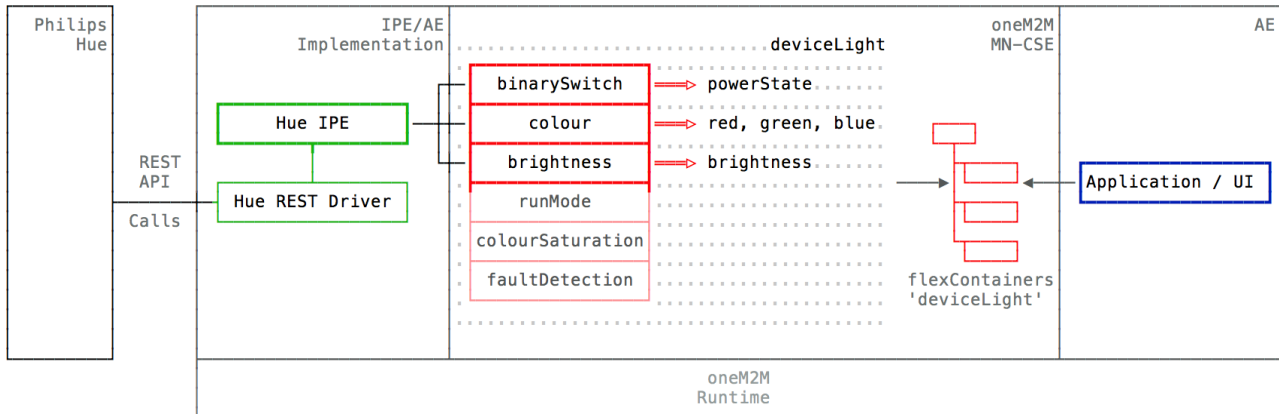 Philips
Hue
IPE/AE
Implementation
deviceLight
oneM2M
MN-CSE
AE
binarySwitch
powerState
Hue IPE
colour
red, green, blue
REST
API
Calls
brightness
brightness
Hue REST Driver
runMode
Application / UI
colourSaturation
faultDetection
flexContainers
'deviceLight'
oneM2M
Runtime